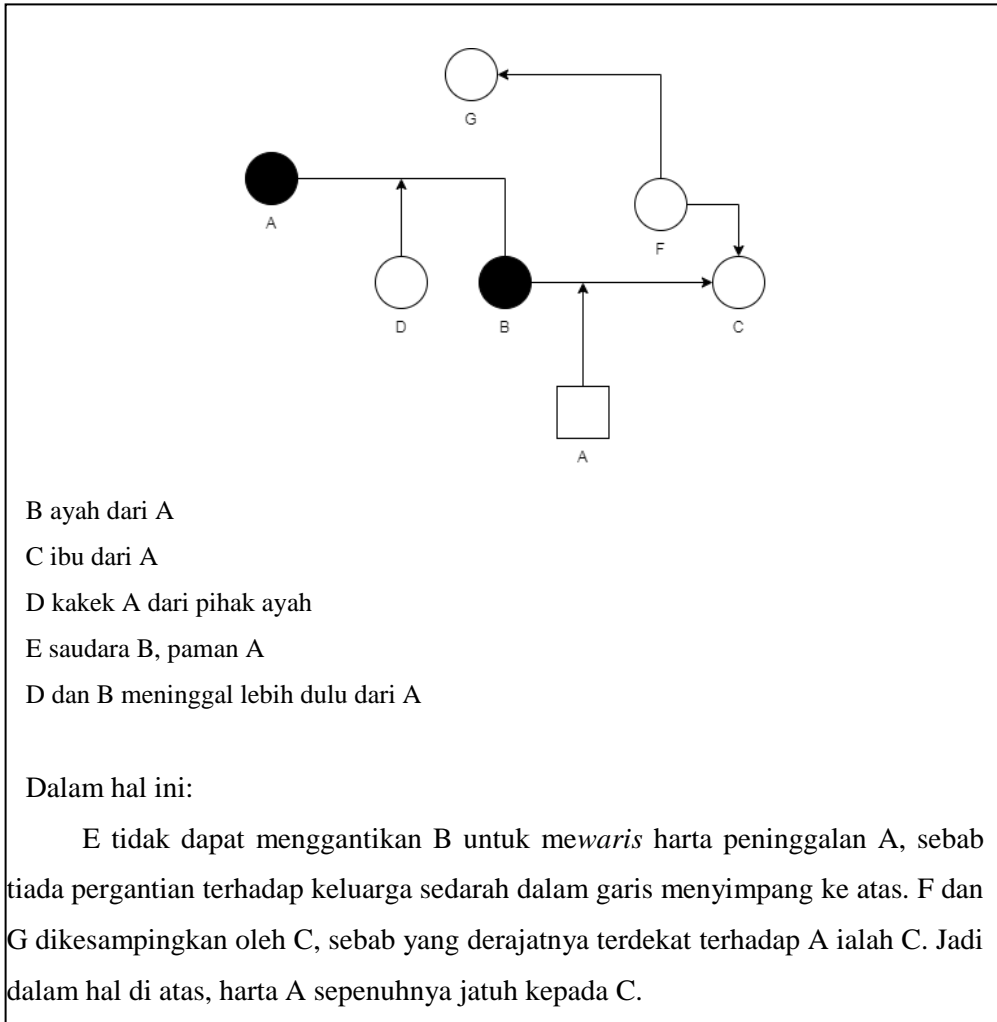 G
A
F
D
B
C
A
B ayah dari A
C ibu dari A
D kakek A dari pihak ayah
E saudara B, paman A
D dan B meninggal lebih dulu dari A
Dalam hal ini:
E tidak dapat menggantikan B untuk mewaris harta peninggalan A, sebab
tiada pergantian terhadap keluarga sedarah dalam garis menyimpang ke atas. F dan
G dikesampingkan oleh C, sebab yang derajatnya terdekat terhadap A ialah C. Jadi
dalam hal di atas, harta A sepenuhnya jatuh kepada C.